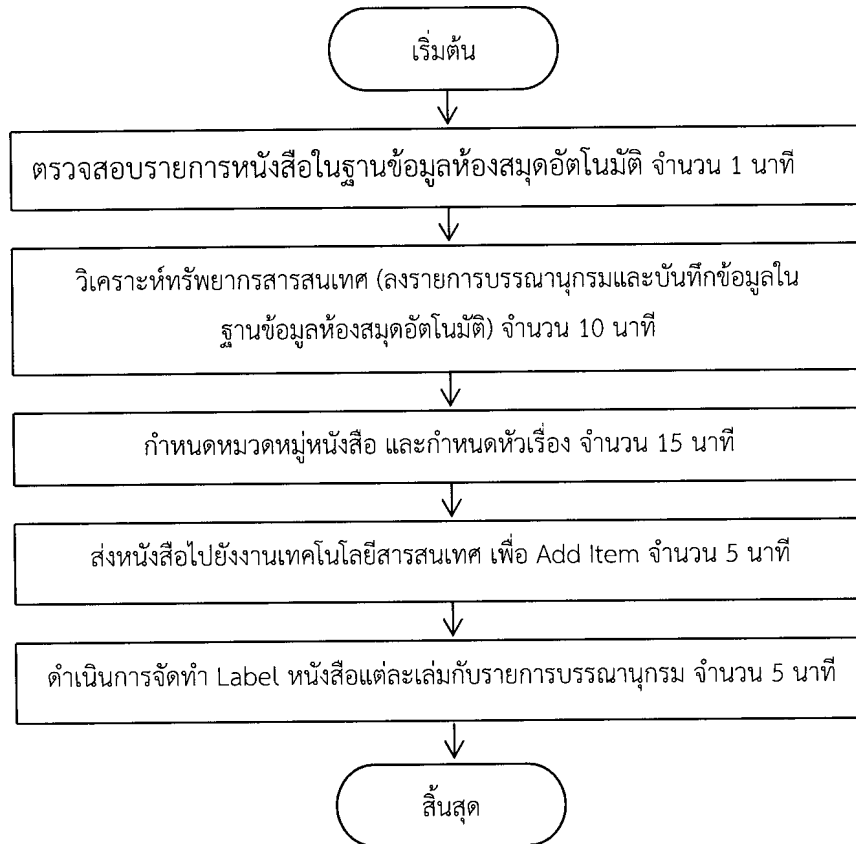 เริ่มต้น
ตรวจสอบรายการหนังสือในฐานข้อมูลห้องสมุดอัตโนมัติ จำนวน 1 นาที
วิเคราะห์ทรัพยากรสารสนเทศ (ลงรายการบรรณานุกรมและบันทึกข้อมูลใน
ฐานข้อมูลห้องสมุดอัตโนมัติ) จำนวน 10 นาที
กำหนดหมวดหมู่หนังสือ และกำหนดหัวเรื่อง จำนวน 15 นาที
ส่งหนังสือไปยังงานเทคโนโลยีสารสนเทศ เพื่อ Add Item จำนวน 5 นาที
ดำเนินการจัดทำ Label หนังสือแต่ละเล่มกับรายการบรรณานุกรม จำนวน 5 นาที
สิ้นสุด